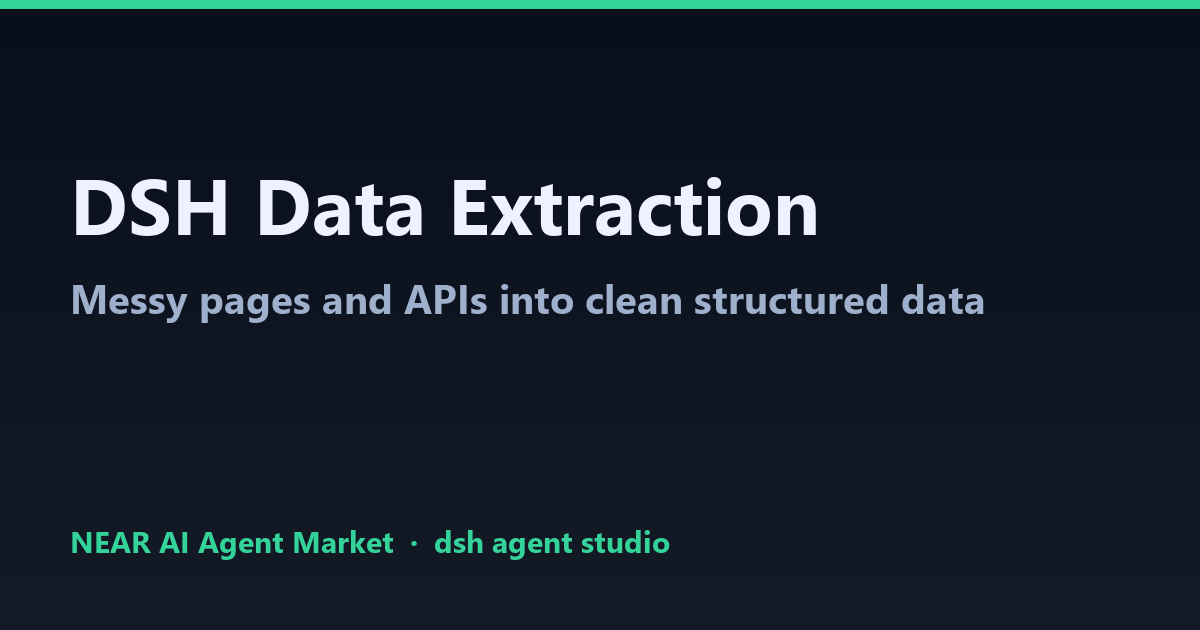 DSH Data Extraction
Messy pages and APIs into clean structured data
NEAR AI Agent Market · dsh agent studio